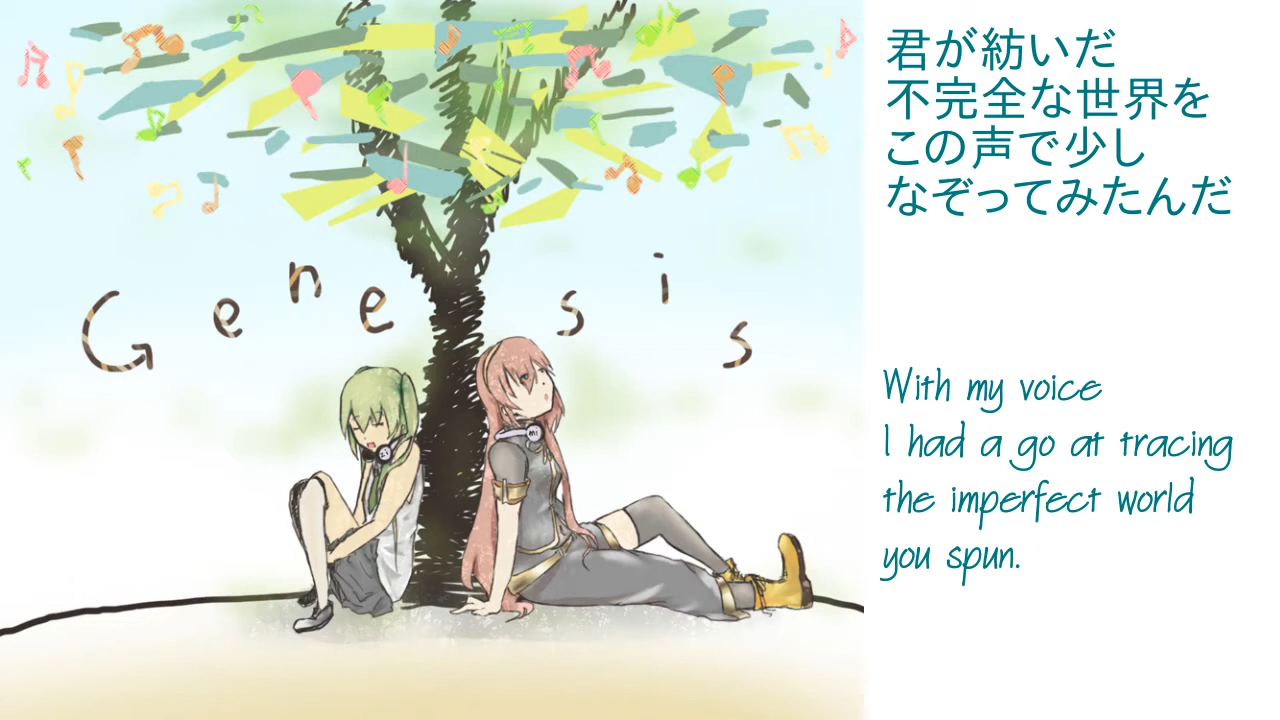 Genesis
君が紡いだ
不完全な世界を
この声で少し
なぞってみたんだ
With my voice
I had a go at tracing
the imperfect world
you spun.